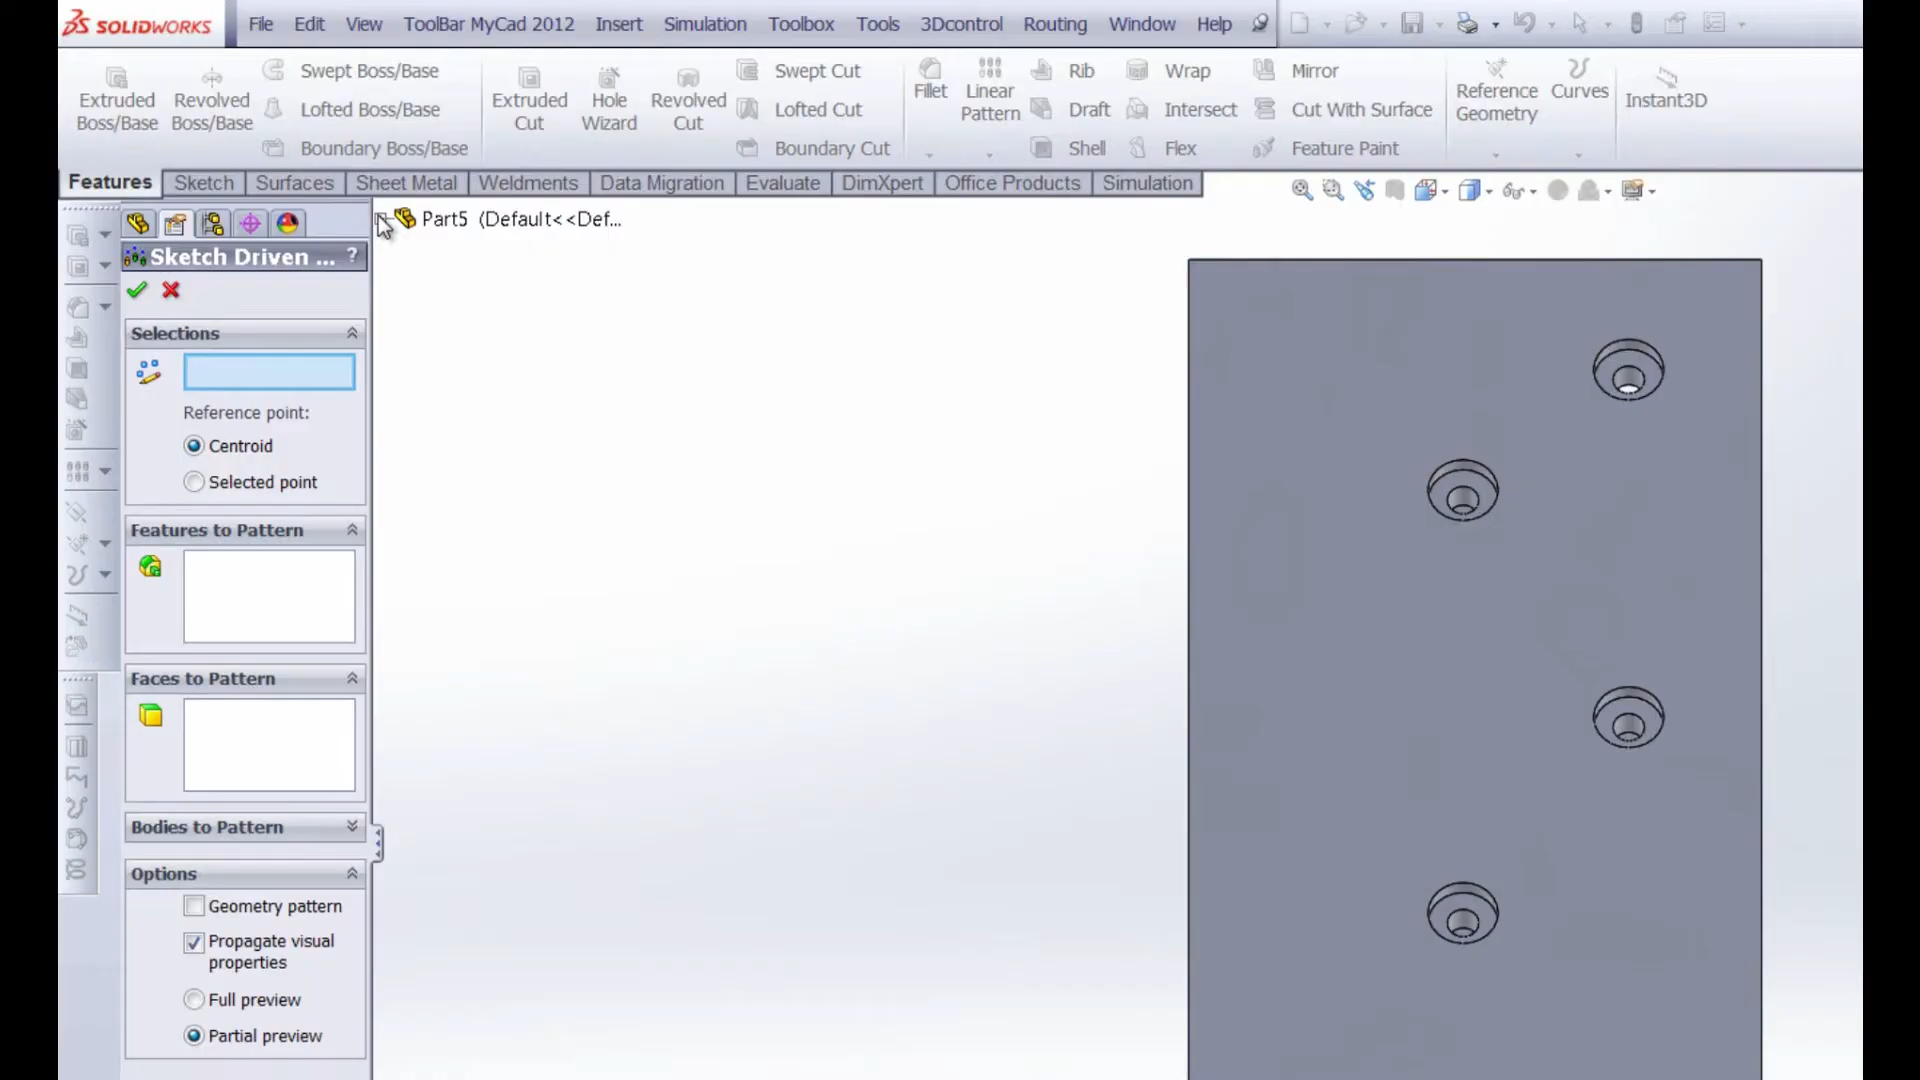 SOLIDWORKS File Edit View ToolBar MyCad 2012 Insert Simulation Toolbox Tools 3Dcontrol Routing Window Help
Extruded Boss/Base
Revolved Boss/Base
Swept Boss/Base
Lofted Boss/Base
Boundary Boss/Base
Extruded Cut
Hole Wizard
Revolved Cut
Swept Cut
Lofted Cut
Boundary Cut
Fillet
Linear Pattern
Rib
Draft
Shell
Wrap
Intersect
Flex
Mirror
Cut With Surface
Feature Paint
Reference Geometry
Curves
Instant3D
Features Sketch Surfaces Sheet Metal Weldments Data Migration Evaluate DimXpert Office Products Simulation
Part5 (Default<<Def...
Sketch Driven ... ?
Selections
Reference point:
Centroid
Selected point
Features to Pattern
Faces to Pattern
Bodies to Pattern
Options
Geometry pattern
Propagate visual
properties
Full preview
Partial preview